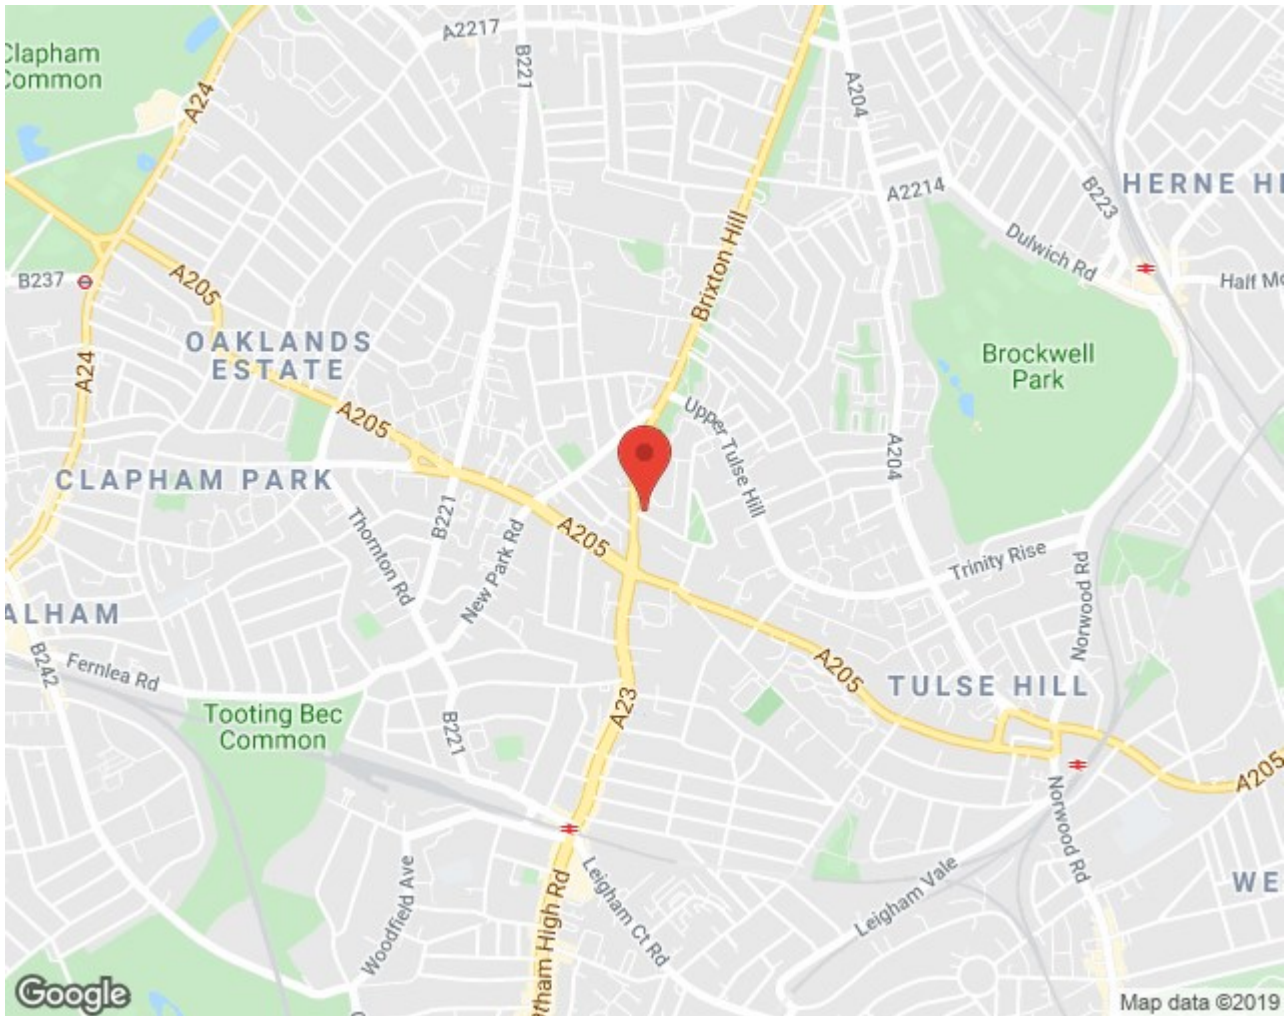 A2217
Clapham
Common
B221
A24
A204
A2214
HERNE HI
B223
Dulwich Rd
B237
A205
Brixton Hill
Half Mo
OAKLANDS
ESTATE
Brockwell
Park
A24
A205
Upper Tulse Hill
A204
CLAPHAM PARK
B221
Thornton Rd
New Park Rd
A205
Trinity Rise
Norwood Rd
ALHAM
B242
Fernlea Rd
A205
TULSE HILL
Tooting Bec
Common
B221
A23
A205
Norwood Rd
Leigham Vale
WE
Woodfield Ave
Leigham Ct Rd
atham High Rd
Google
Map data ©2019